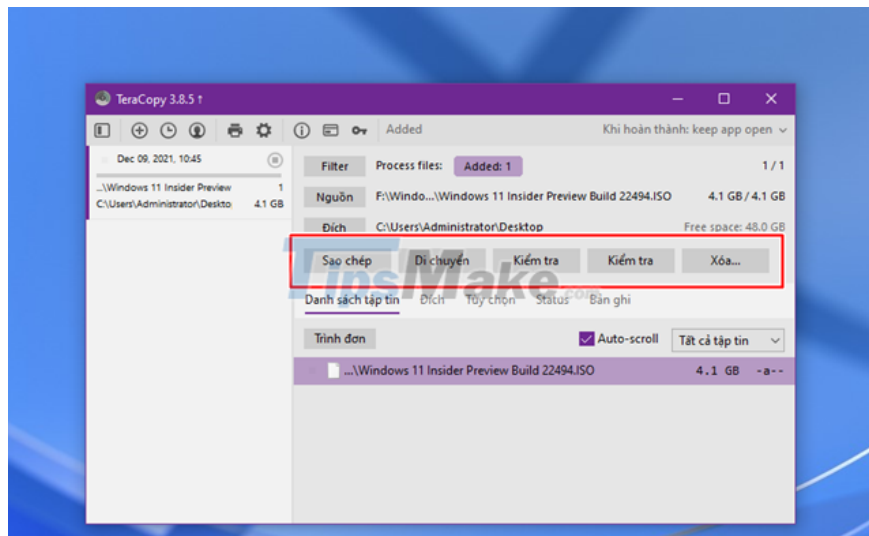 TeraCopy 3.8.5 ↑
Added
Khi hoàn thành: keep app open
Dec 09, 2021, 10:45
...\Windows 11 Insider Preview 1
C:\Users\Administrator\Deskto 4.1 GB
Filter Process files: Added: 1 1 / 1
Nguồn F:\Windo...\Windows 11 Insider Preview Build 22494.ISO 4.1 GB / 4.1 GB
Đích C:\Users\Administrator\Desktop Free space: 48.0 GB
Sao chép Di chuyển Kiểm tra Kiểm tra Xóa...
TipsMake.com
Danh sách tập tin Đích Tùy chọn Status Bản ghi
Trình đơn Auto-scroll Tất cả tập tin
...\Windows 11 Insider Preview Build 22494.ISO 4.1 GB -a--